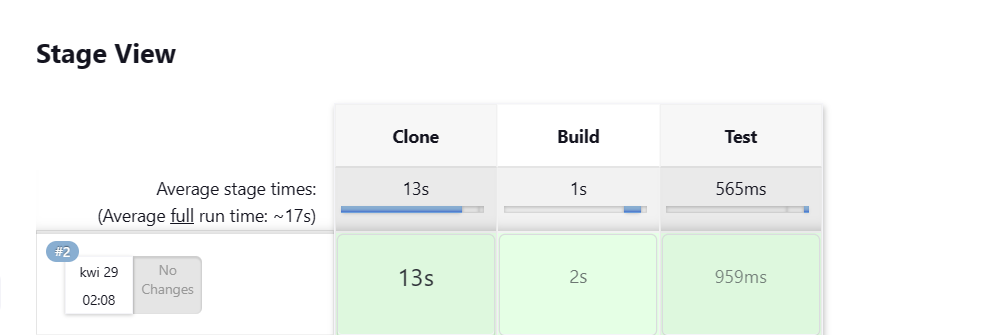 Stage View
Clone Build Test
Average stage times: 13s 1s 565ms
(Average full run time: ~17s)
#2
kwi 29 No
Changes
02:08
13s 2s 959ms